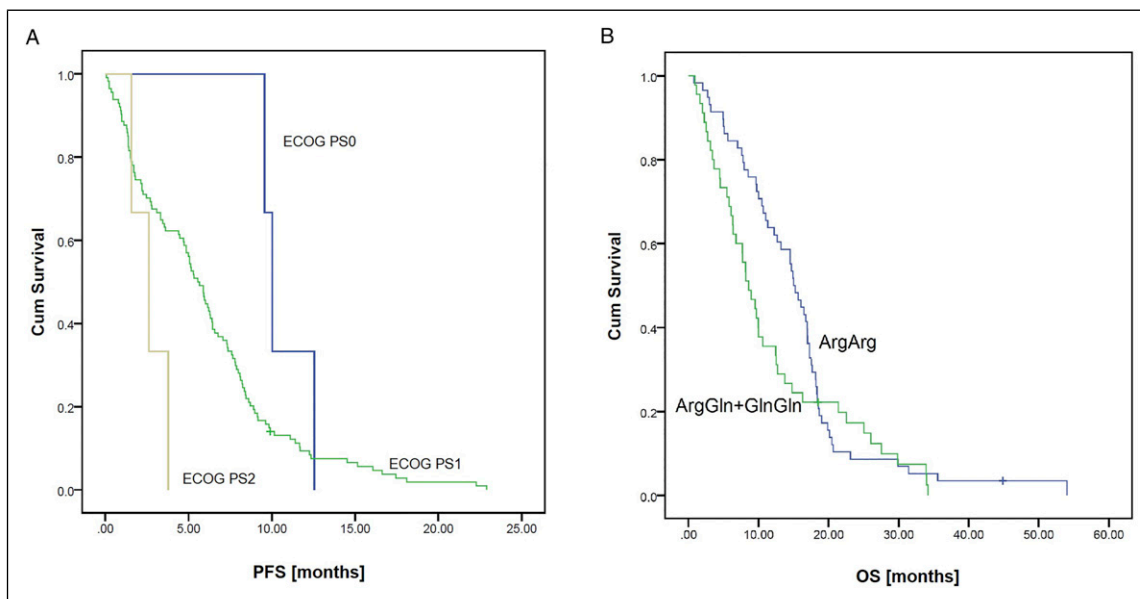 A
Cum Survival
1.0
0.8
0.6
0.4
0.2
0.0
ECOG PS0
ECOG PS1
ECOG PS2
.00 5.00 10.00 15.00 20.00 25.00
PFS [months]
B
Cum Survival
1.0
0.8
0.6
0.4
0.2
0.0
ArgArg
ArgGln+GlnGln
.00 10.00 20.00 30.00 40.00 50.00 60.00
OS [months]